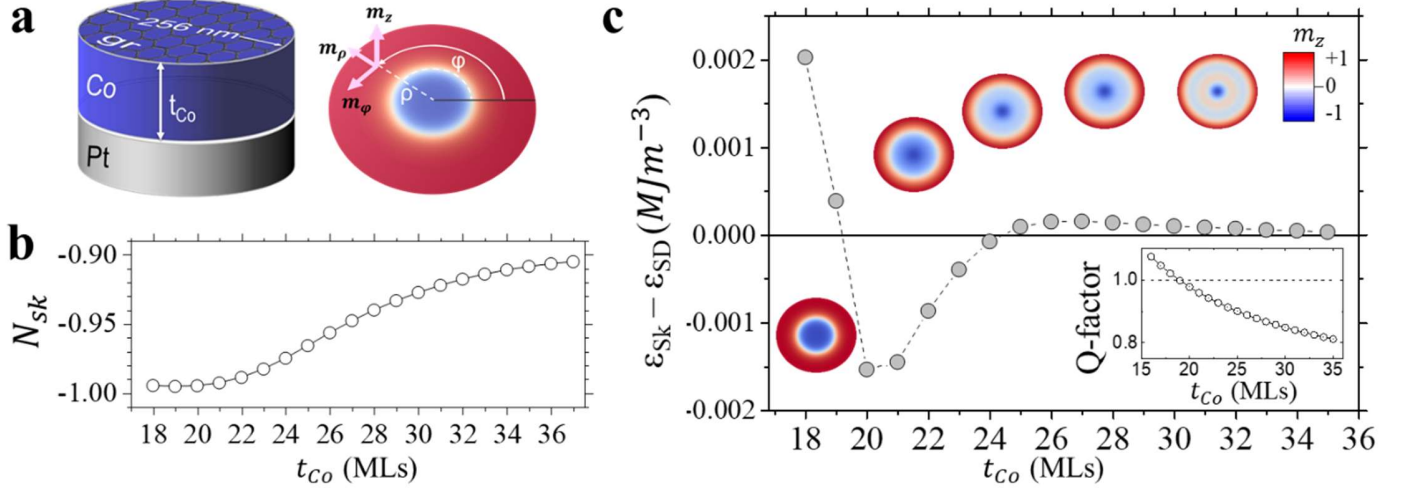 a
256 nm
gr
Co
t_Co
Pt
m_z
m_ρ
φ
ρ
m_φ
b
N_sk
-0.90
-0.95
-1.00
18 20 22 24 26 28 30 32 34 36
t_Co (MLs)
c
ε_Sk − ε_SD (MJm⁻³)
0.002
0.001
0.000
-0.001
-0.002
m_z
+1
0
-1
Q-factor
1.0
0.8
15 20 25 30 35
t_Co (MLs)
18 20 22 24 26 28 30 32 34 36
t_Co (MLs)